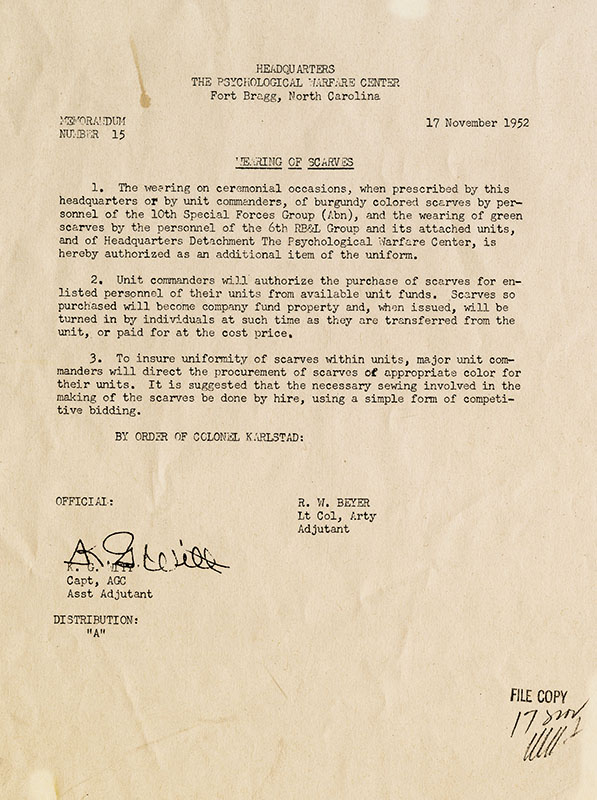 HEADQUARTERS
THE PSYCHOLOGICAL WARFARE CENTER
Fort Bragg, North Carolina
MEMORANDUM
NUMBER 15
17 November 1952
WEARING OF SCARVES
1. The wearing on ceremonial occasions, when prescribed by this
headquarters or by unit commanders, of burgundy colored scarves by per-
sonnel of the 10th Special Forces Group (Abn), and the wearing of green
scarves by the personnel of the 6th RB&L Group and its attached units,
and of Headquarters Detachment The Psychological Warfare Center, is
hereby authorized as an additional item of the uniform.
2. Unit commanders will authorize the purchase of scarves for en-
listed personnel of their units from available unit funds. Scarves so
purchased will become company fund property and, when issued, will be
turned in by individuals at such time as they are transferred from the
unit, or paid for at the cost price.
3. To insure uniformity of scarves within units, major unit com-
manders will direct the procurement of scarves of appropriate color for
their units. It is suggested that the necessary sewing involved in the
making of the scarves be done by hire, using a simple form of competi-
tive bidding.
BY ORDER OF COLONEL KARLSTAD:
OFFICIAL:
R. W. BEYER
Lt Col, Arty
Adjutant
Capt, AGC
Asst Adjutant
DISTRIBUTION:
"A"
FILE COPY
17 Nov